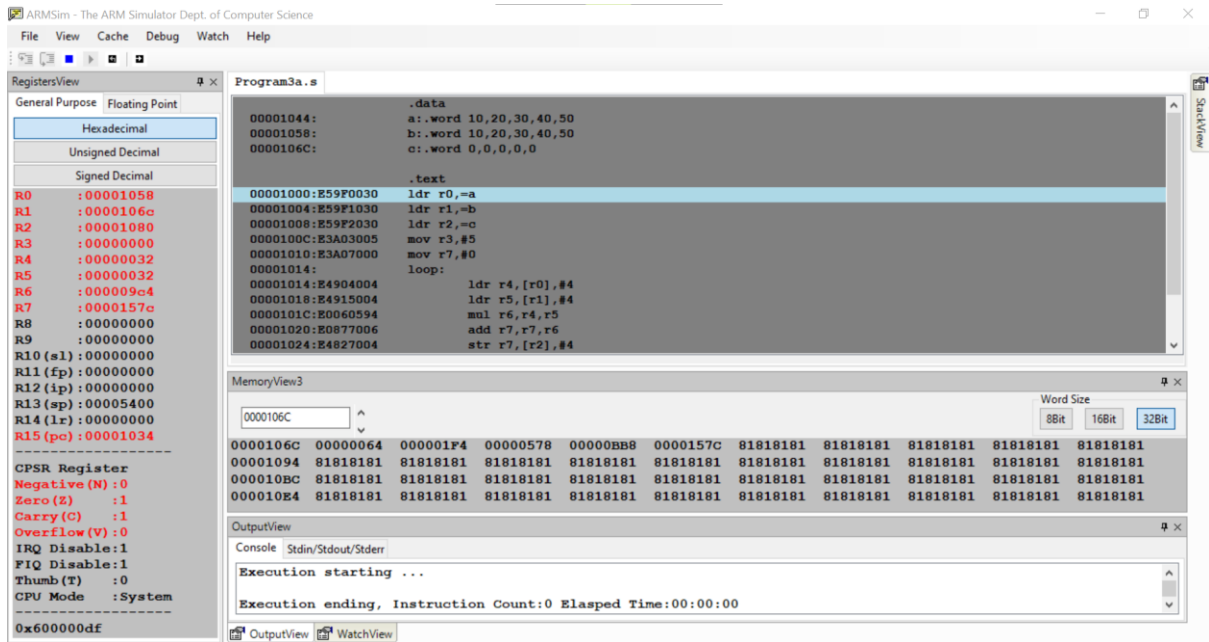 ARMSim - The ARM Simulator Dept. of Computer Science
File View Cache Debug Watch Help
RegistersView
General Purpose Floating Point
Hexadecimal
Unsigned Decimal
Signed Decimal
R0 :00001058
R1 :0000106c
R2 :00001080
R3 :00000000
R4 :00000032
R5 :00000032
R6 :000009c4
R7 :0000157c
R8 :00000000
R9 :00000000
R10(sl):00000000
R11(fp):00000000
R12(ip):00000000
R13(sp):00005400
R14(lr):00000000
R15(pc):00001034
--------------------
CPSR Register
Negative(N):0
Zero(Z) :1
Carry(C) :1
Overflow(V):0
IRQ Disable:1
FIQ Disable:1
Thumb(T) :0
CPU Mode :System
--------------------
0x600000df
Program3a.s
.data
00001044: a:.word 10,20,30,40,50
00001058: b:.word 10,20,30,40,50
0000106C: c:.word 0,0,0,0,0
.text
00001000:E59F0030 ldr r0,=a
00001004:E59F1030 ldr r1,=b
00001008:E59F2030 ldr r2,=c
0000100C:E3A03005 mov r3,#5
00001010:E3A07000 mov r7,#0
00001014: loop:
00001014:E4904004 ldr r4,[r0],#4
00001018:E4915004 ldr r5,[r1],#4
0000101C:E0060594 mul r6,r4,r5
00001020:E0877006 add r7,r7,r6
00001024:E4827004 str r7,[r2],#4
MemoryView3
Word Size
0000106C 8Bit 16Bit 32Bit
0000106C 00000064 000001F4 00000578 00000BB8 0000157C 81818181 81818181 81818181 81818181 81818181
00001094 81818181 81818181 81818181 81818181 81818181 81818181 81818181 81818181 81818181 81818181
000010BC 81818181 81818181 81818181 81818181 81818181 81818181 81818181 81818181 81818181 81818181
000010E4 81818181 81818181 81818181 81818181 81818181 81818181 81818181 81818181 81818181 81818181
OutputView
Console Stdin/Stdout/Stderr
Execution starting ...
Execution ending, Instruction Count:0 Elasped Time:00:00:00
OutputView WatchView
StackView